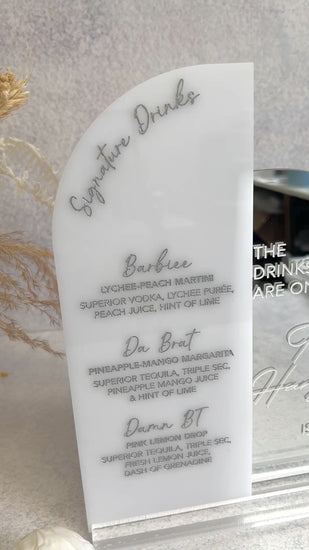 Signature Drinks
Barbiee
LYCHEE-PEACH MARTINI
SUPERIOR VODKA, LYCHEE PURÉE,
PEACH JUICE, HINT OF LIME
Da Brat
PINEAPPLE-MANGO MARGARITA
SUPERIOR TEQUILA, TRIPLE SEC,
PINEAPPLE MANGO JUICE
& HINT OF LIME
Damn BT
PINK LEMON DROP
SUPERIOR TEQUILA, TRIPLE SEC,
FRESH LEMON JUICE,
DASH OF GRENADINE
THE
DRINKS
ARE ON